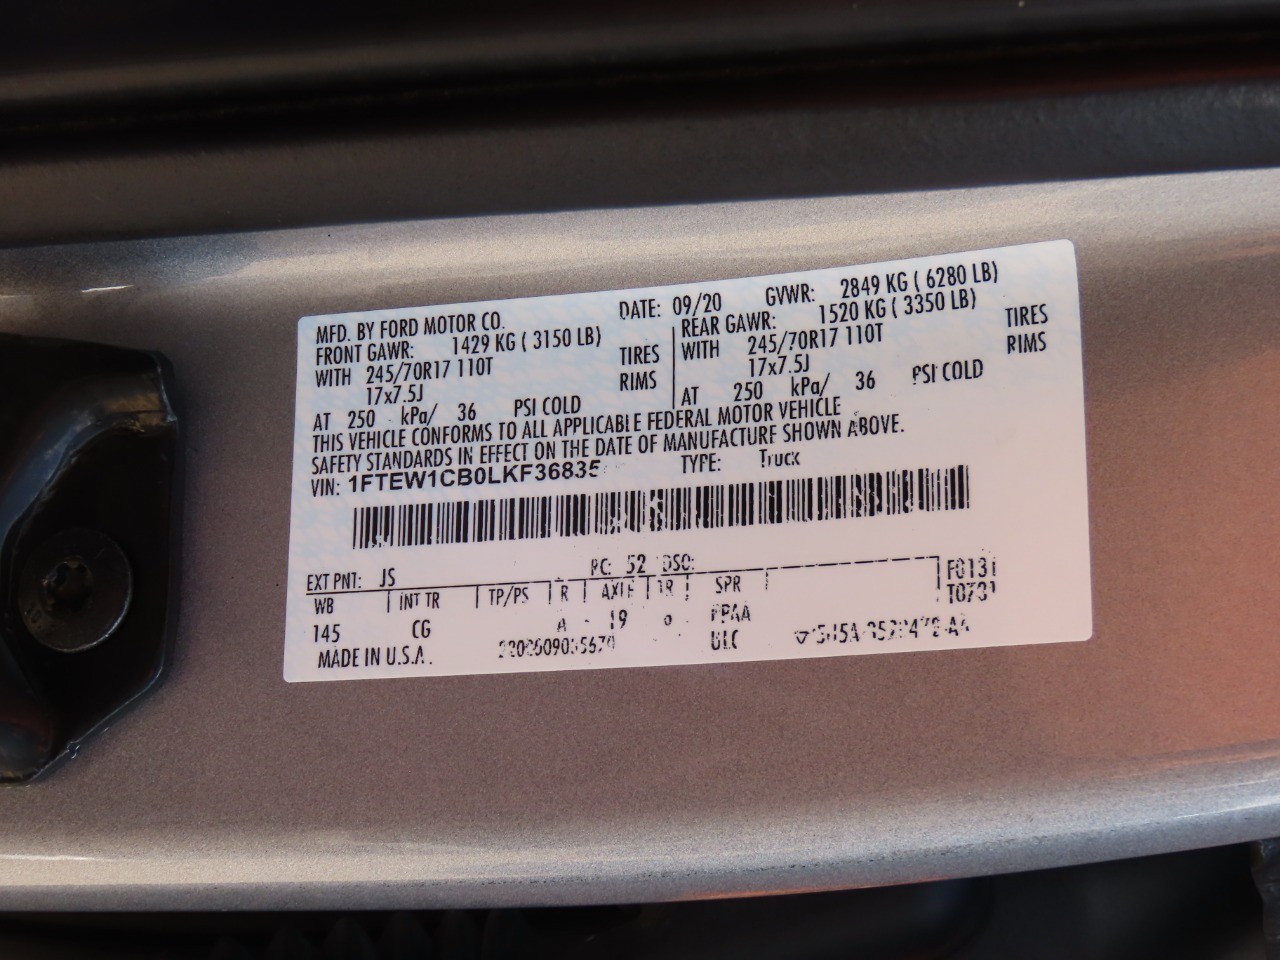 MFD. BY FORD MOTOR CO. DATE: 09/20 GVWR: 2849 KG ( 6280 LB)
FRONT GAWR: 1429 KG ( 3150 LB) REAR GAWR: 1520 KG ( 3350 LB)
WITH 245/70R17 110T TIRES WITH 245/70R17 110T TIRES
17x7.5J RIMS 17x7.5J RIMS
AT 250 kPa/ 36 PSI COLD AT 250 kPa/ 36 PSI COLD
THIS VEHICLE CONFORMS TO ALL APPLICABLE FEDERAL MOTOR VEHICLE
SAFETY STANDARDS IN EFFECT ON THE DATE OF MANUFACTURE SHOWN ABOVE.
VIN: 1FTEW1CB0LKF36835 TYPE: Truck
EXT PNT: JS RC: 52 DSO:
WB INT TR TP/PS R AXLE TR SPR F0131
T0731
145 CG A 19
MADE IN U.S.A. ULC